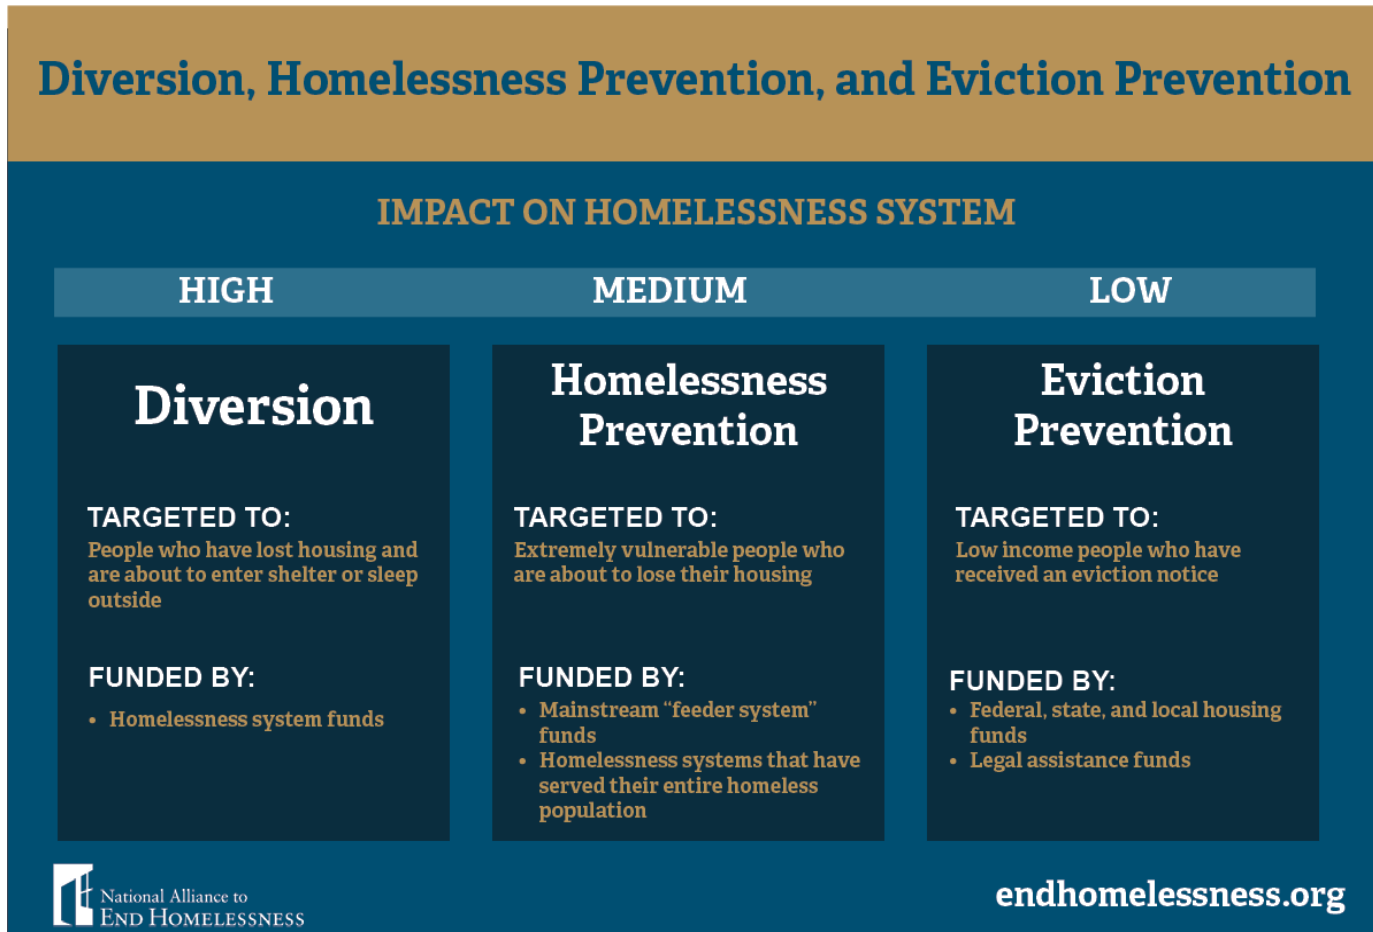 Diversion, Homelessness Prevention, and Eviction Prevention
IMPACT ON HOMELESSNESS SYSTEM
HIGH
MEDIUM
LOW
Diversion
TARGETED TO:
People who have lost housing and
are about to enter shelter or sleep
outside
FUNDED BY:
• Homelessness system funds
Homelessness
Prevention
TARGETED TO:
Extremely vulnerable people who
are about to lose their housing
FUNDED BY:
• Mainstream “feeder system”
funds
• Homelessness systems that have
served their entire homeless
population
Eviction
Prevention
TARGETED TO:
Low income people who have
received an eviction notice
FUNDED BY:
• Federal, state, and local housing
funds
• Legal assistance funds
National Alliance to
END HOMELESSNESS
endhomelessness.org